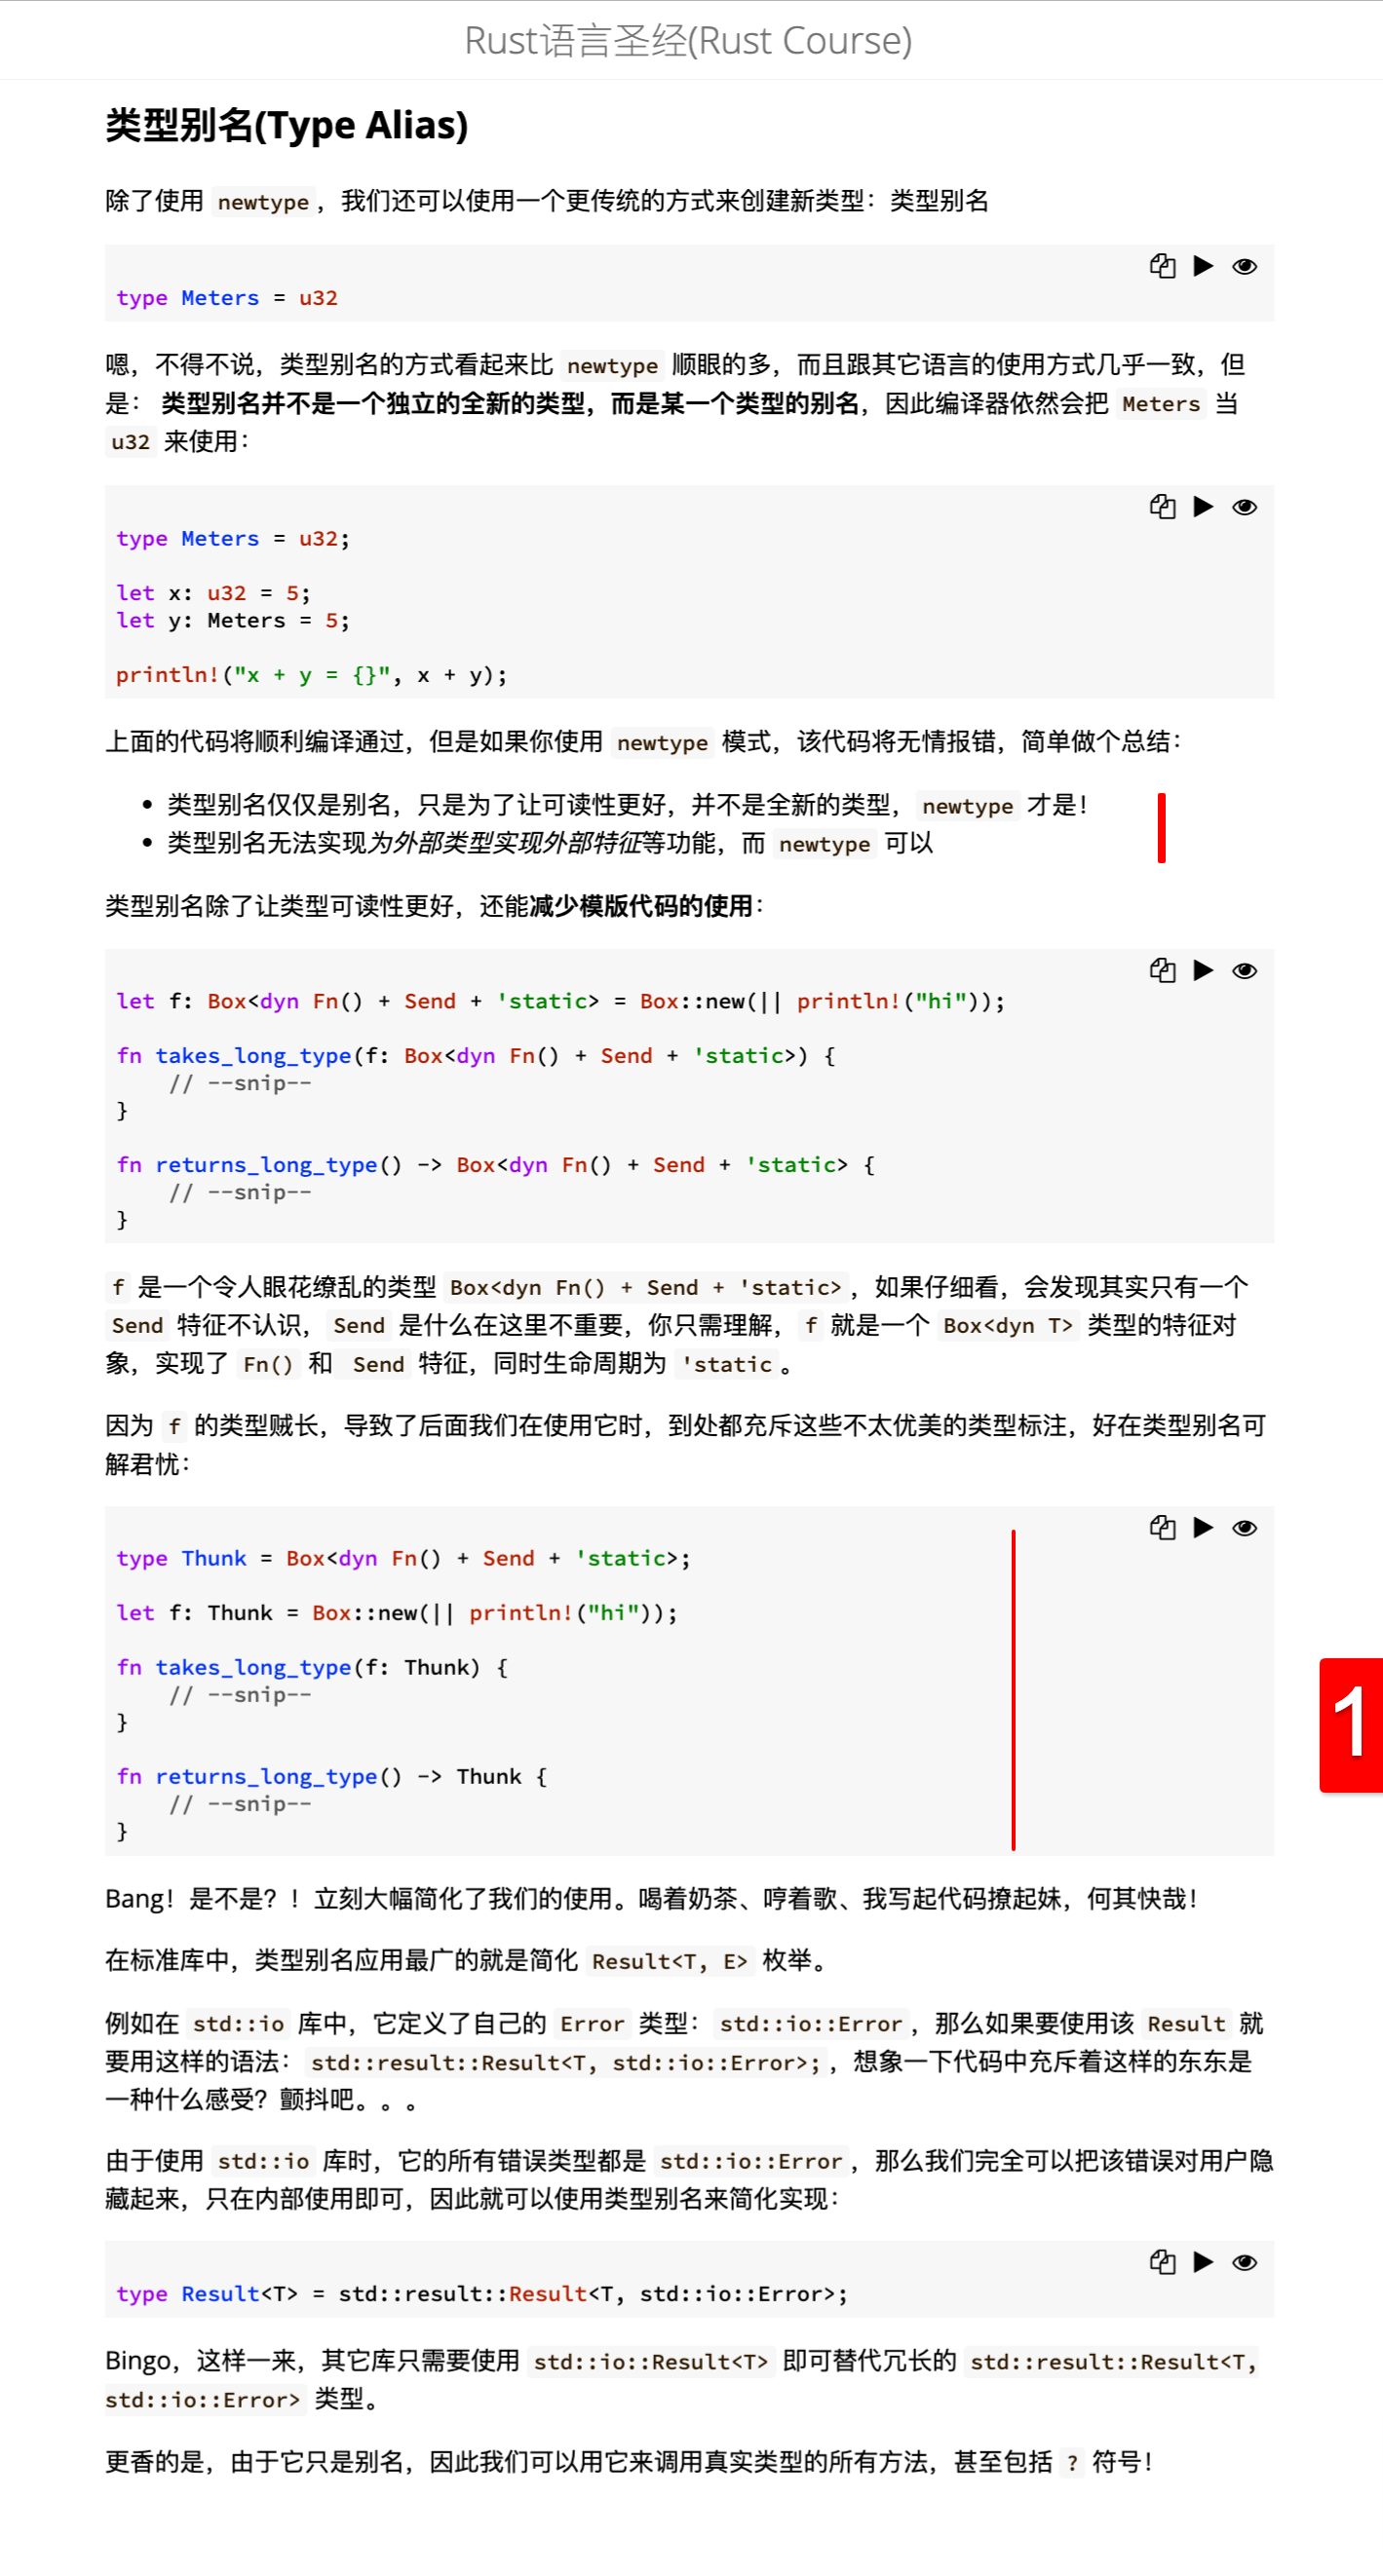 Rust语言圣经(Rust Course)
类型别名(Type Alias)
除了使用 newtype，我们还可以使用一个更传统的方式来创建新类型：类型别名
type Meters = u32
嗯，不得不说，类型别名的方式看起来比 newtype 顺眼的多，而且跟其它语言的使用方式几乎一致，但
是： 类型别名并不是一个独立的全新的类型，而是某一个类型的别名，因此编译器依然会把 Meters 当
u32 来使用：
type Meters = u32;
let x: u32 = 5;
let y: Meters = 5;
println!("x + y = {}", x + y);
上面的代码将顺利编译通过，但是如果你使用 newtype 模式，该代码将无情报错，简单做个总结：
• 类型别名仅仅是别名，只是为了让可读性更好，并不是全新的类型，newtype 才是！
• 类型别名无法实现为外部类型实现外部特征等功能，而 newtype 可以
类型别名除了让类型可读性更好，还能减少模版代码的使用：
let f: Box<dyn Fn() + Send + 'static> = Box::new(|| println!("hi"));
fn takes_long_type(f: Box<dyn Fn() + Send + 'static>) {
    // --snip--
}
fn returns_long_type() -> Box<dyn Fn() + Send + 'static> {
    // --snip--
}
f 是一个令人眼花缭乱的类型 Box<dyn Fn() + Send + 'static>，如果仔细看，会发现其实只有一个
Send 特征不认识，Send 是什么在这里不重要，你只需理解，f 就是一个 Box<dyn T> 类型的特征对
象，实现了 Fn() 和 Send 特征，同时生命周期为 'static。
因为 f 的类型贼长，导致了后面我们在使用它时，到处都充斥这些不太优美的类型标注，好在类型别名可
解君忧：
type Thunk = Box<dyn Fn() + Send + 'static>;
let f: Thunk = Box::new(|| println!("hi"));
fn takes_long_type(f: Thunk) {
    // --snip--
}
1
fn returns_long_type() -> Thunk {
    // --snip--
}
Bang！是不是？！立刻大幅简化了我们的使用。喝着奶茶、哼着歌、我写起代码撩起妹，何其快哉！
在标准库中，类型别名应用最广的就是简化 Result<T, E> 枚举。
例如在 std::io 库中，它定义了自己的 Error 类型：std::io::Error，那么如果要使用该 Result 就
要用这样的语法：std::result::Result<T, std::io::Error>;，想象一下代码中充斥着这样的东东是
一种什么感受？颤抖吧。。。
由于使用 std::io 库时，它的所有错误类型都是 std::io::Error，那么我们完全可以把该错误对用户隐
藏起来，只在内部使用即可，因此就可以使用类型别名来简化实现：
type Result<T> = std::result::Result<T, std::io::Error>;
Bingo，这样一来，其它库只需要使用 std::io::Result<T> 即可替代冗长的 std::result::Result<T,
std::io::Error> 类型。
更香的是，由于它只是别名，因此我们可以用它来调用真实类型的所有方法，甚至包括 ? 符号！